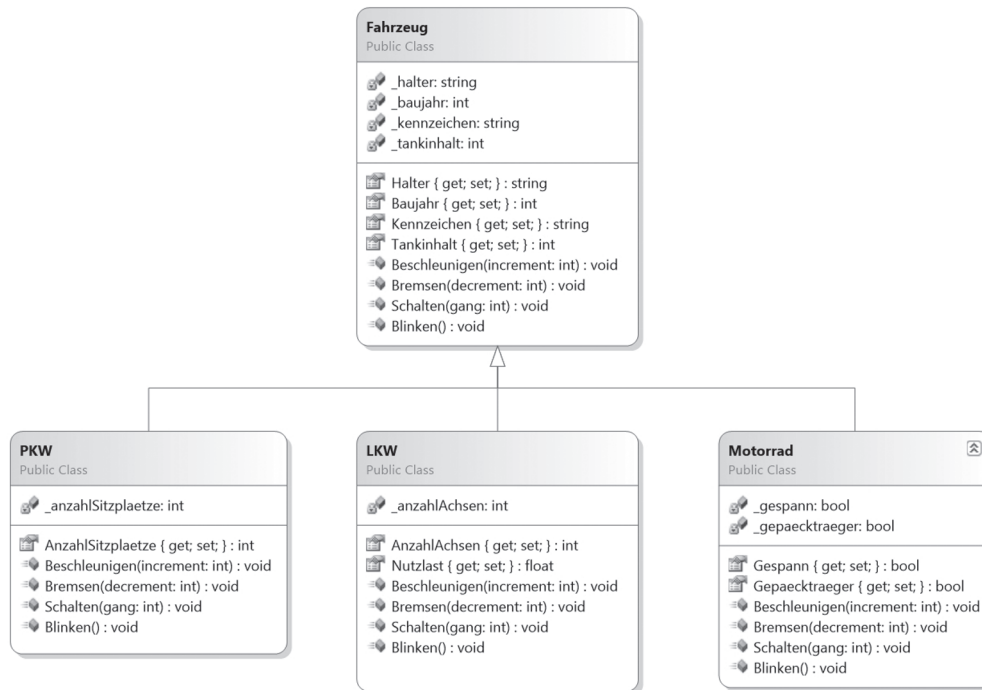 Fahrzeug
Public Class
_halter: string
_baujahr: int
_kennzeichen: string
_tankinhalt: int
Halter { get; set; } : string
Baujahr { get; set; } : int
Kennzeichen { get; set; } : string
Tankinhalt { get; set; } : int
Beschleunigen(increment: int) : void
Bremsen(decrement: int) : void
Schalten(gang: int) : void
Blinken() : void
PKW
Public Class
_anzahlSitzplaetze: int
AnzahlSitzplaetze { get; set; } : int
Beschleunigen(increment: int) : void
Bremsen(decrement: int) : void
Schalten(gang: int) : void
Blinken() : void
LKW
Public Class
_anzahlAchsen: int
AnzahlAchsen { get; set; } : int
Nutzlast { get; set; } : float
Beschleunigen(increment: int) : void
Bremsen(decrement: int) : void
Schalten(gang: int) : void
Blinken() : void
Motorrad
Public Class
_gespann: bool
_gepaecktraeger: bool
Gespann { get; set; } : bool
Gepaecktraeger { get; set; } : bool
Beschleunigen(increment: int) : void
Bremsen(decrement: int) : void
Schalten(gang: int) : void
Blinken() : void